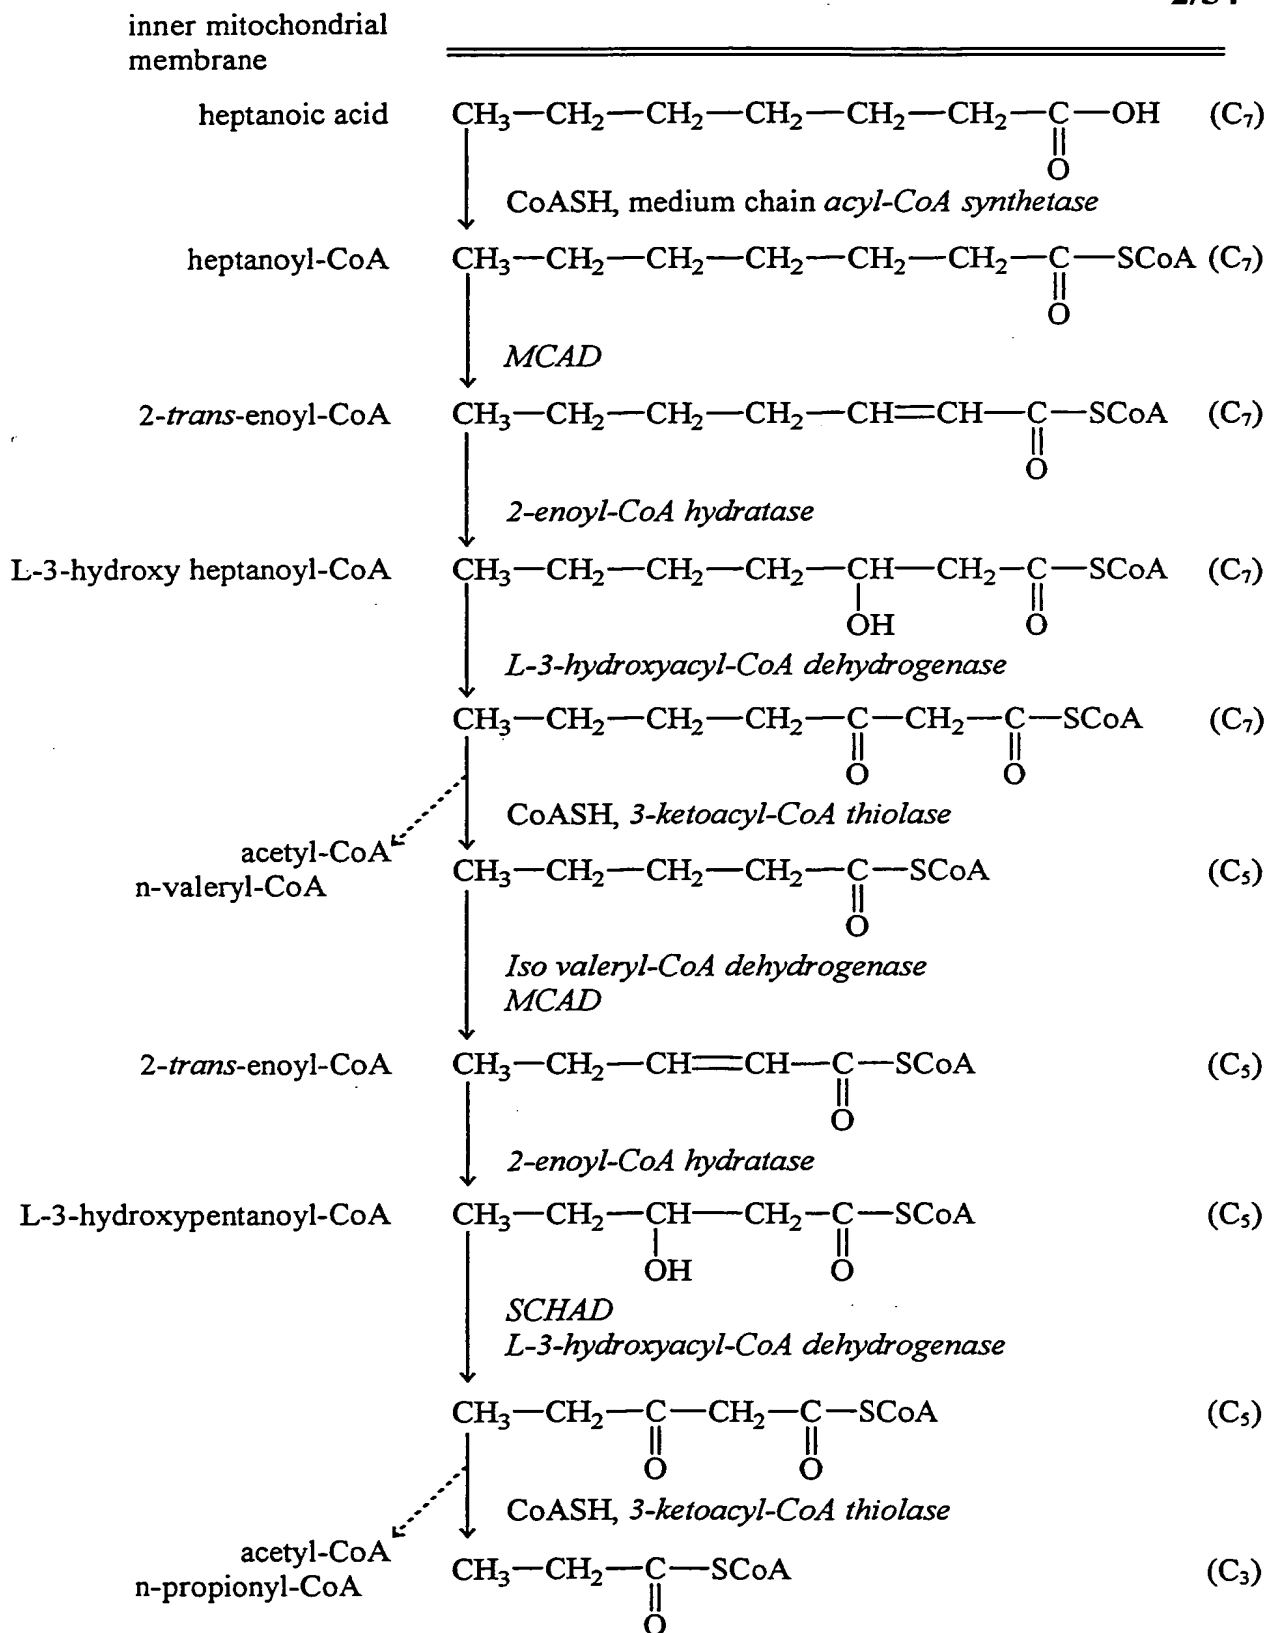 2/34
inner mitochondrial
membrane
heptanoic acid CH₃—CH₂—CH₂—CH₂—CH₂—CH₂—C—OH (C₇)
O
CoASH, medium chain acyl-CoA synthetase
heptanoyl-CoA CH₃—CH₂—CH₂—CH₂—CH₂—CH₂—C—SCoA (C₇)
O
MCAD
2-trans-enoyl-CoA CH₃—CH₂—CH₂—CH₂—CH=CH—C—SCoA (C₇)
O
2-enoyl-CoA hydratase
L-3-hydroxy heptanoyl-CoA CH₃—CH₂—CH₂—CH₂—CH—CH₂—C—SCoA (C₇)
OH O
L-3-hydroxyacyl-CoA dehydrogenase
CH₃—CH₂—CH₂—CH₂—C—CH₂—C—SCoA (C₇)
O O
CoASH, 3-ketoacyl-CoA thiolase
acetyl-CoA
n-valeryl-CoA CH₃—CH₂—CH₂—CH₂—C—SCoA (C₅)
O
Iso valeryl-CoA dehydrogenase
MCAD
2-trans-enoyl-CoA CH₃—CH₂—CH=CH—C—SCoA (C₅)
O
2-enoyl-CoA hydratase
L-3-hydroxypentanoyl-CoA CH₃—CH₂—CH—CH₂—C—SCoA (C₅)
OH O
SCHAD
L-3-hydroxyacyl-CoA dehydrogenase
CH₃—CH₂—C—CH₂—C—SCoA (C₅)
O O
CoASH, 3-ketoacyl-CoA thiolase
acetyl-CoA
n-propionyl-CoA CH₃—CH₂—C—SCoA (C₃)
O